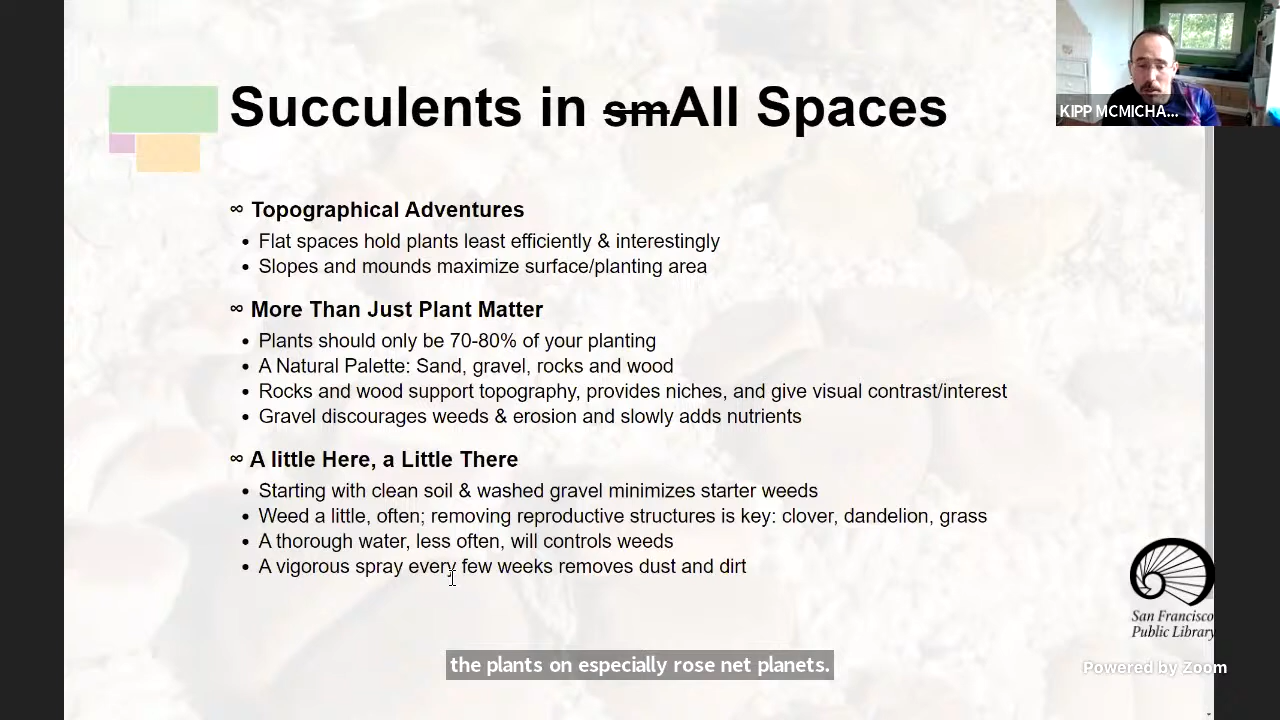 Succulents in smAll Spaces
KIPP MCMICHA...
∞ Topographical Adventures
• Flat spaces hold plants least efficiently & interestingly
• Slopes and mounds maximize surface/planting area
∞ More Than Just Plant Matter
• Plants should only be 70-80% of your planting
• A Natural Palette: Sand, gravel, rocks and wood
• Rocks and wood support topography, provides niches, and give visual contrast/interest
• Gravel discourages weeds & erosion and slowly adds nutrients
∞ A little Here, a Little There
• Starting with clean soil & washed gravel minimizes starter weeds
• Weed a little, often; removing reproductive structures is key: clover, dandelion, grass
• A thorough water, less often, will controls weeds
• A vigorous spray every few weeks removes dust and dirt
San Francisco
Public Library
the plants on especially rose net planets.
Powered by Zoom